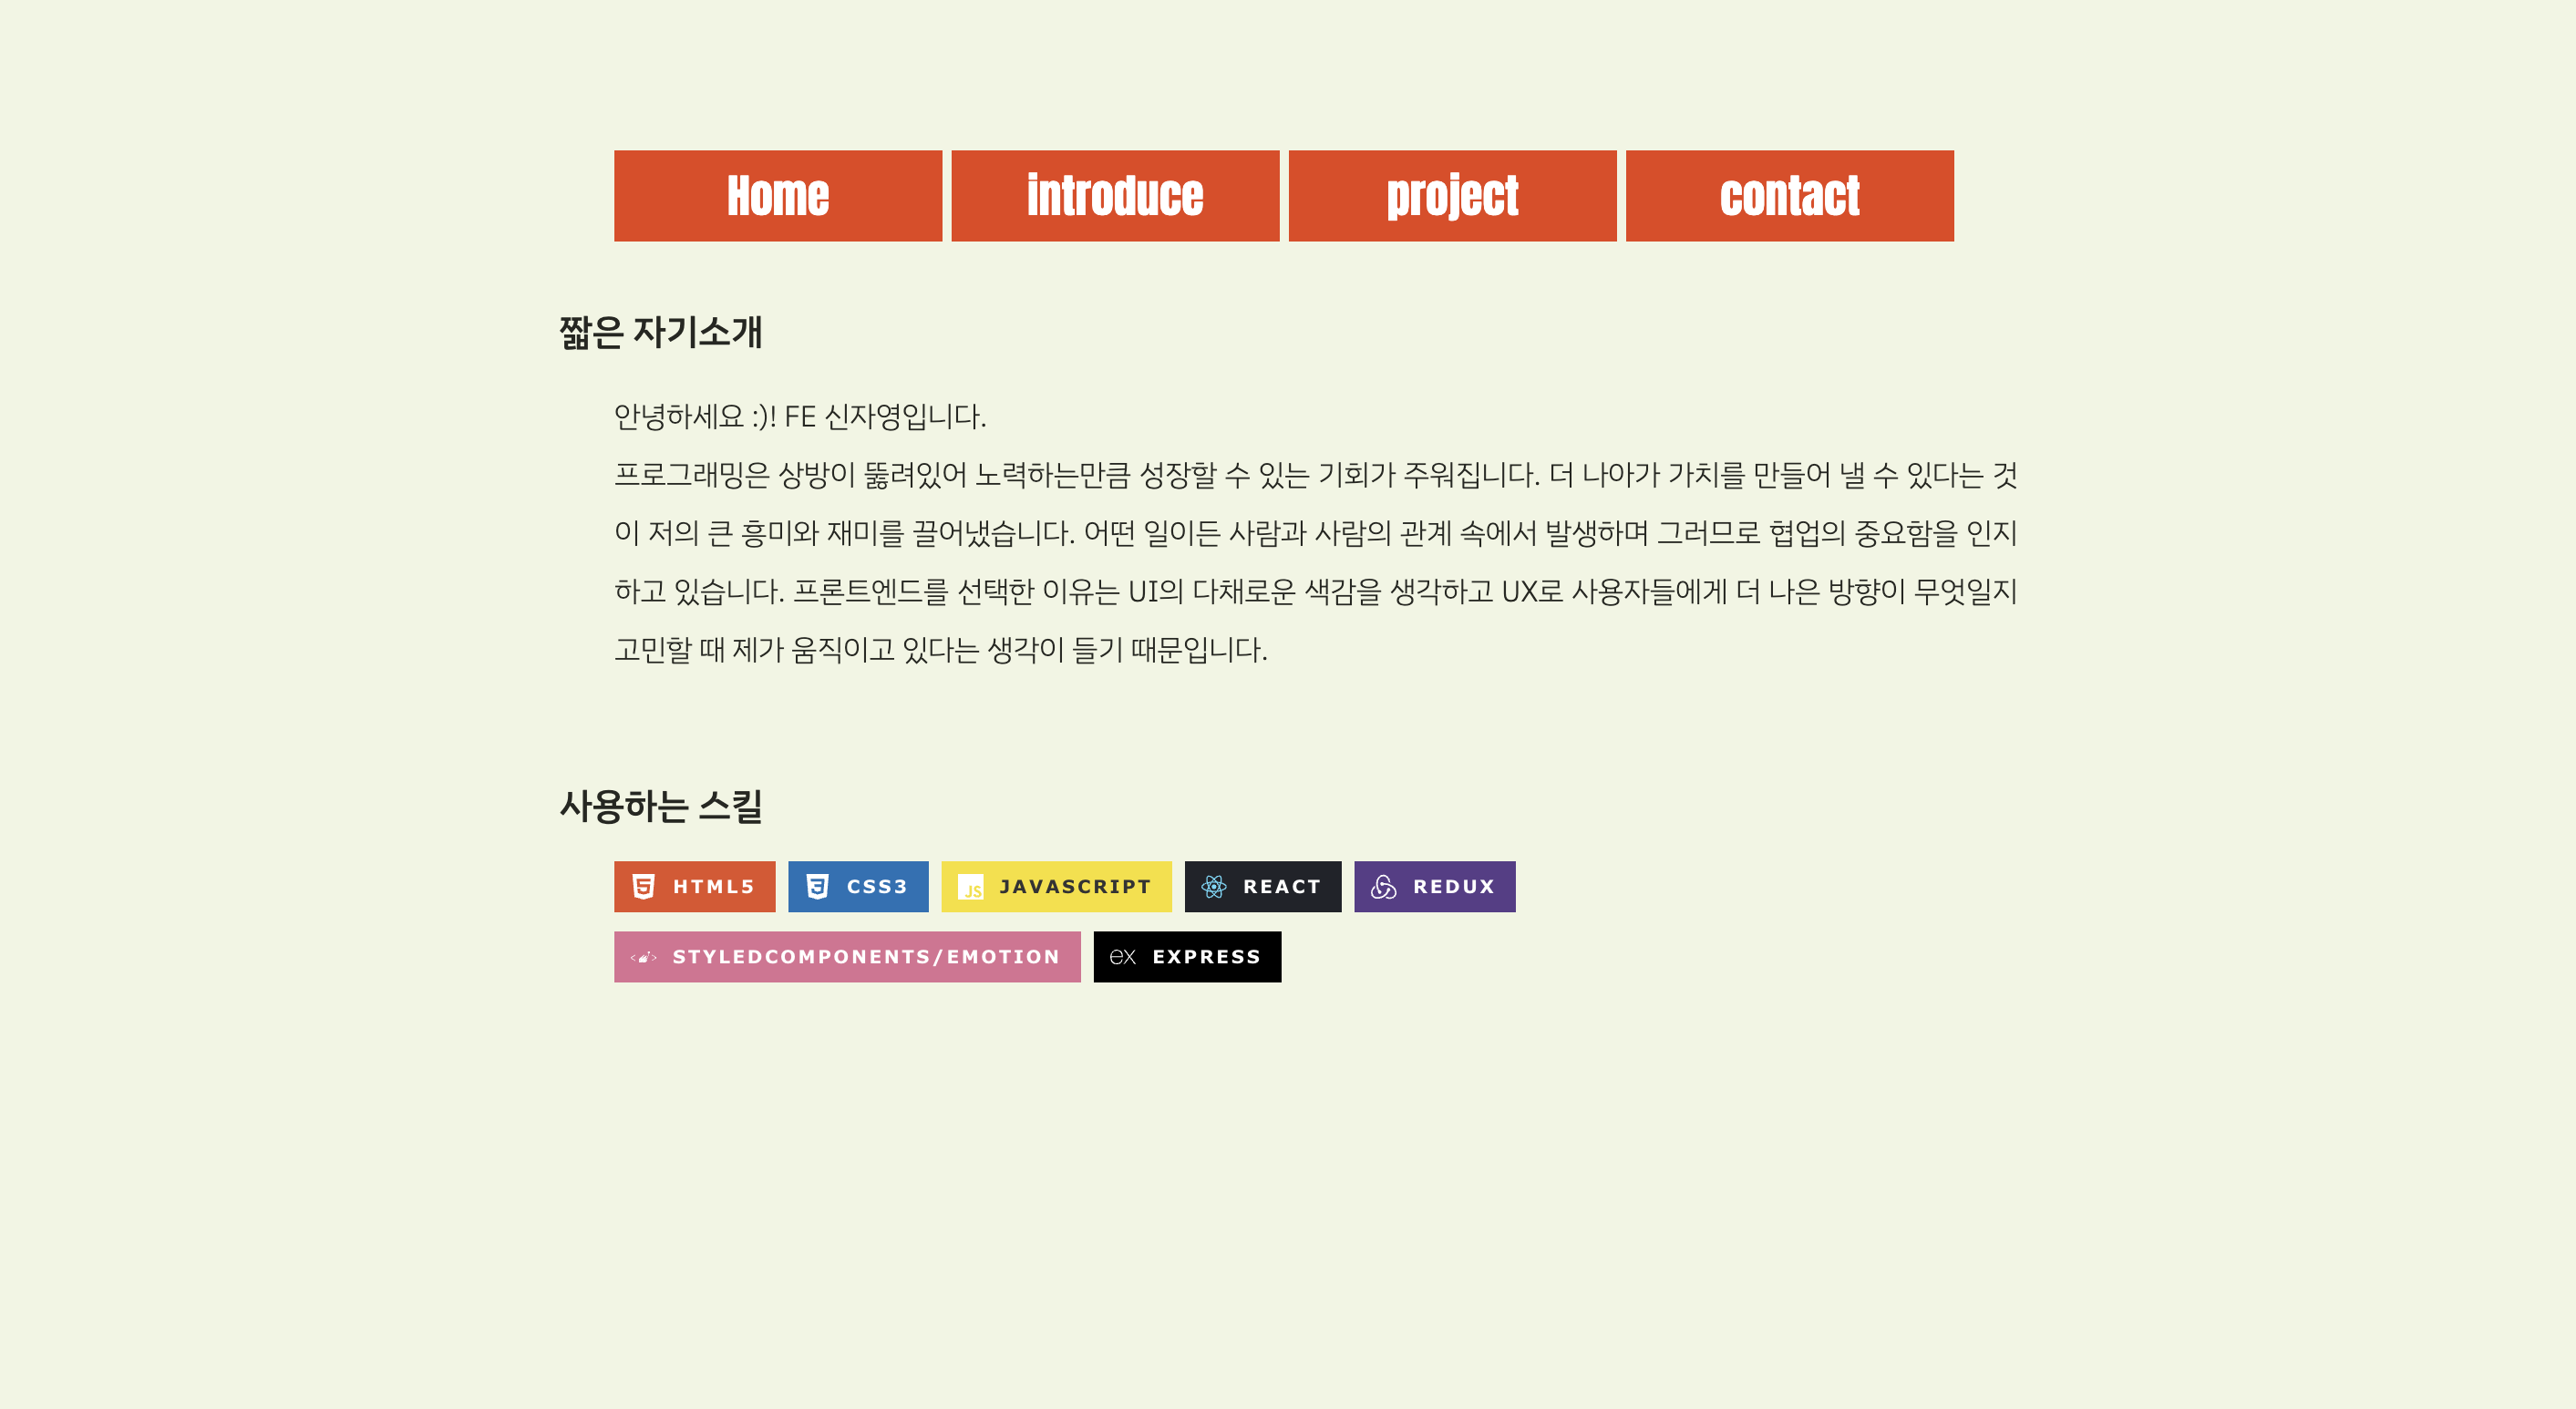 Home introduce project contact
짧은 자기소개
안녕하세요 :)! FE 신자영입니다.
프로그래밍은 상방이 뚫려있어 노력하는만큼 성장할 수 있는 기회가 주워집니다. 더 나아가 가치를 만들어 낼 수 있다는 것
이 저의 큰 흥미와 재미를 끌어냈습니다. 어떤 일이든 사람과 사람의 관계 속에서 발생하며 그러므로 협업의 중요함을 인지
하고 있습니다. 프론트엔드를 선택한 이유는 UI의 다채로운 색감을 생각하고 UX로 사용자들에게 더 나은 방향이 무엇일지
고민할 때 제가 움직이고 있다는 생각이 들기 때문입니다.
사용하는 스킬
5 HTML5 3 CSS3 JS JAVASCRIPT REACT REDUX
STYLEDCOMPONENTS/EMOTION ex EXPRESS